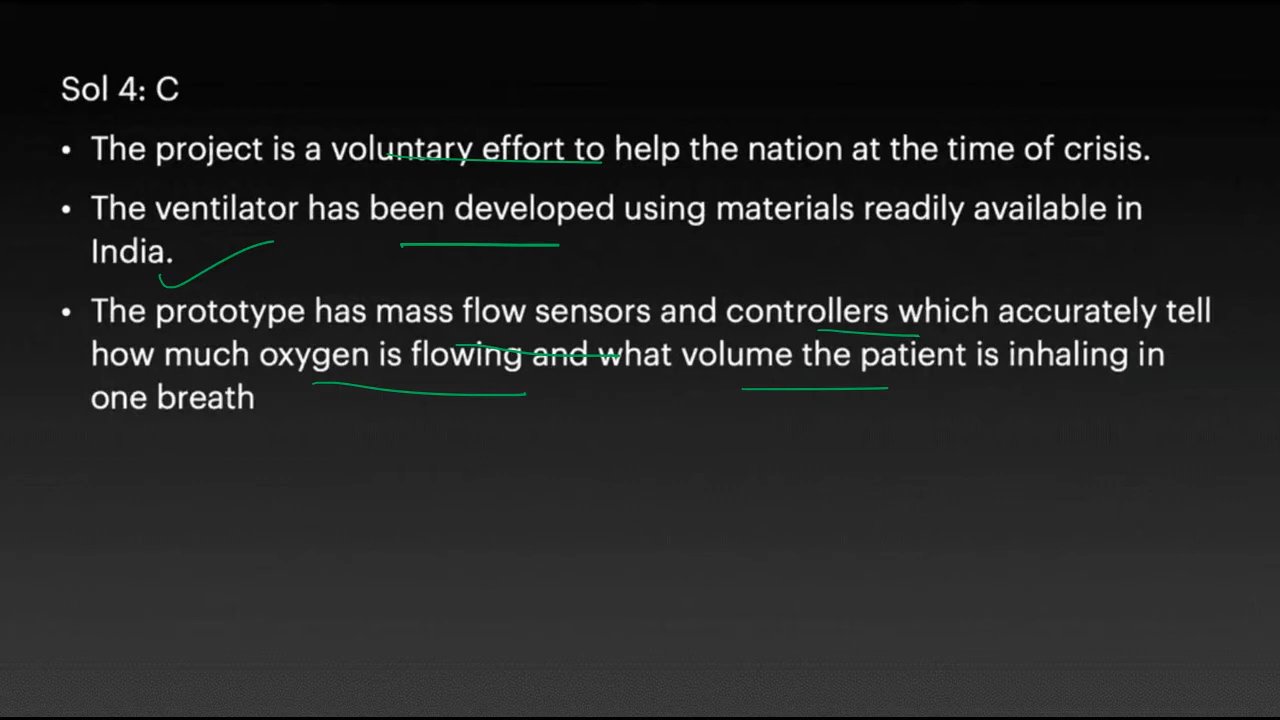 Sol 4: C
• The project is a voluntary effort to help the nation at the time of crisis.
• The ventilator has been developed using materials readily available in
India.
• The prototype has mass flow sensors and controllers which accurately tell
how much oxygen is flowing and what volume the patient is inhaling in
one breath